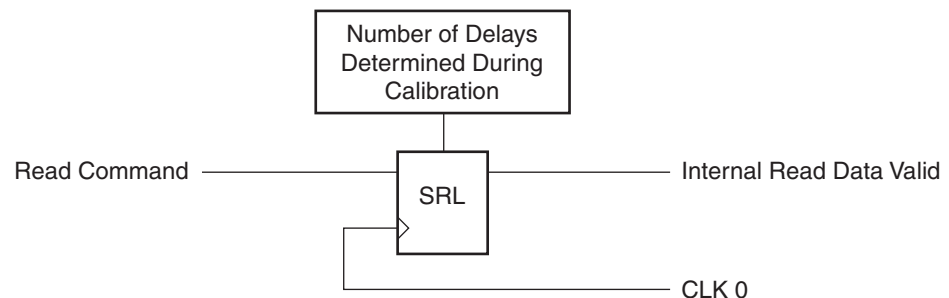 Number of Delays
Determined During
Calibration
Read Command
SRL
Internal Read Data Valid
CLK 0